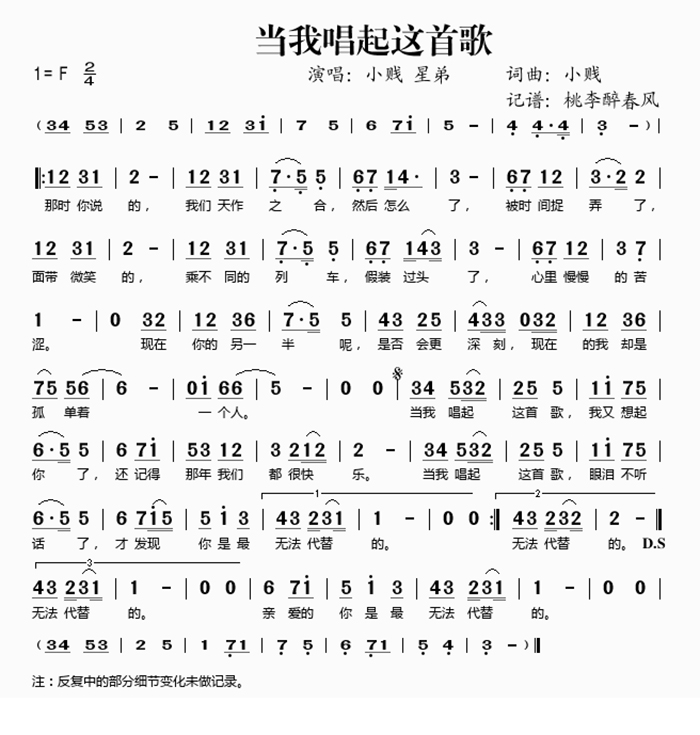 当我唱起这首歌
1= F 2/4 演唱：小贱 星弟 词曲：小贱
记谱：桃李醉春风
(34 53 | 2 5 | 12 3i | 7 5 | 6 7i | 5 - | 4 4·4 | 3 - )|
|:12 31 | 2 - | 12 31 | 7·5 5 | 67 14· | 3 - | 67 12 | 3·2 2 |
那时 你说 的， 我们 天作 之 合， 然后 怎么 了， 被时 间捉 弄 了，
12 31 | 2 - | 12 31 | 7·5 5 | 67 143 | 3 - | 67 12 | 3 7 |
面带 微笑 的， 乘不 同的 列 车， 假装 过头 了， 心里 慢慢 的 苦
1 - | 0 32 | 12 36 | 7·5 5 | 43 25 | 433 032 | 12 36 |
涩。 现在 你的 另一 半 呢， 是否 会更 深 刻， 现在 的我 却是
75 56 | 6 - | 0i 66 | 5 - | 0 0 | 34 532 | 25 5 | 1i 75 |
孤 单着 一 个人。 当我 唱起 这首 歌， 我又 想起
6·5 5 | 6 7i | 53 12 | 3 212 | 2 - | 34 532 | 25 5 | ii 75 |
你 了， 还 记得 那年 我们 都 很快 乐。 当我 唱起 这首 歌， 眼泪 不听
1 2
6·5 5 | 6 7i5 | 5 i 3 | 43 231 | 1 - | 0 0 :| 43 232 | 2 - ||
话 了， 才 发现 你 是 最 无法 代替 的。 无法 代替 的。 D.S
3
43 231 | 1 - | 0 0 | 6 7i | 5 i 3 | 43 231 | 1 - | 0 0 |
无法 代替 的。 亲 爱的 你 是 最 无法 代替 的。
(34 53 | 2 5 | 1 71 | 7 5 | 6 71 | 5 4 | 3 - )||
注：反复中的部分细节变化未做记录。